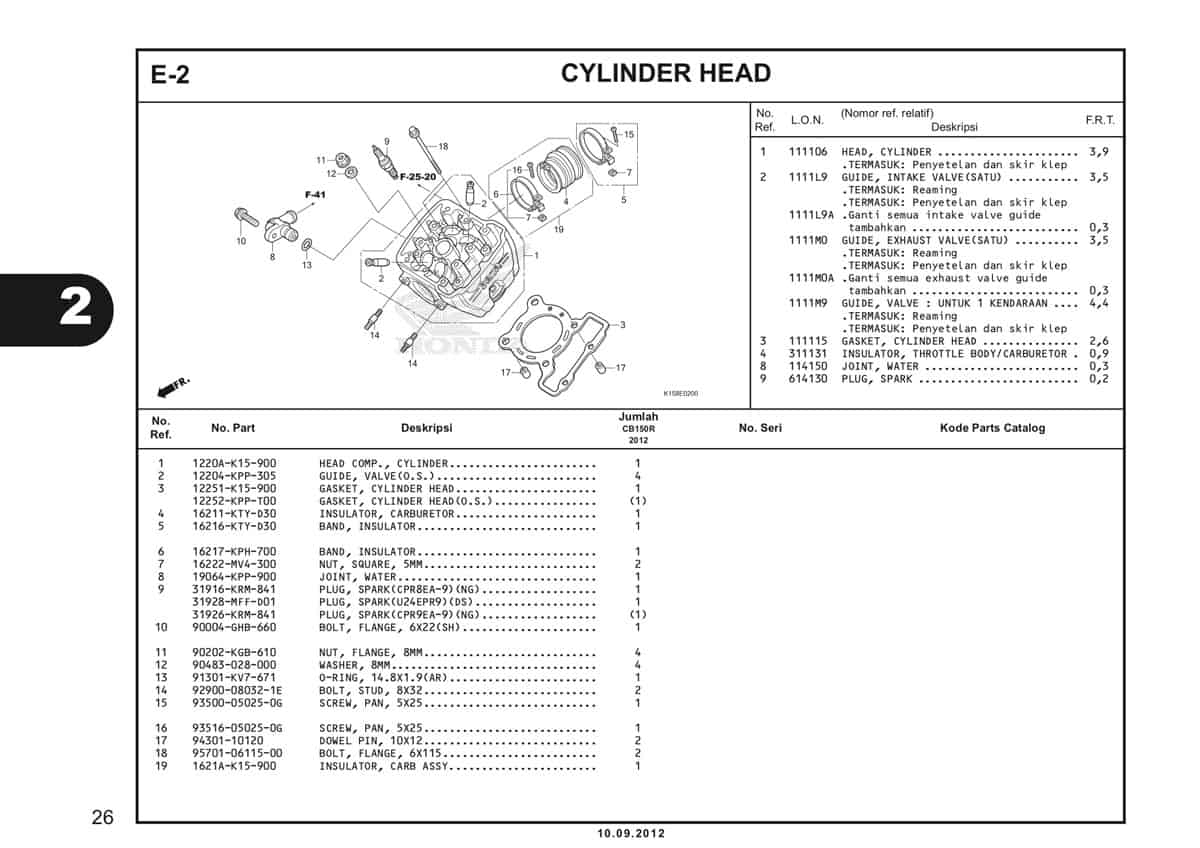 E-2
CYLINDER HEAD
9
18
15
11
12
F-25-20
16
7
6
2
4
5
F-41
7
19
10
8
13
1
2
14
3
14
17
17
HONDA
FR.
K1S8E0200
No. Ref. L.O.N. (Nomor ref. relatif) Deskripsi F.R.T.
1 111106 HEAD, CYLINDER ...................... 3,9
.TERMASUK: Penyetelan dan skir klep
2 1111L9 GUIDE, INTAKE VALVE(SATU) ........... 3,5
.TERMASUK: Reaming
.TERMASUK: Penyetelan dan skir klep
1111L9A .Ganti semua intake valve guide
tambahkan .......................... 0,3
1111M0 GUIDE, EXHAUST VALVE(SATU) .......... 3,5
.TERMASUK: Reaming
.TERMASUK: Penyetelan dan skir klep
1111M0A .Ganti semua exhaust valve guide
tambahkan .......................... 0,3
1111M9 GUIDE, VALVE : UNTUK 1 KENDARAAN .... 4,4
.TERMASUK: Reaming
.TERMASUK: Penyetelan dan skir klep
3 111115 GASKET, CYLINDER HEAD ............... 2,6
4 311131 INSULATOR, THROTTLE BODY/CARBURETOR . 0,9
8 114150 JOINT, WATER ........................ 0,3
9 614130 PLUG, SPARK ......................... 0,2
2
No. Ref. No. Part Deskripsi Jumlah CB150R 2012 No. Seri Kode Parts Catalog
1 1220A-K15-900 HEAD COMP., CYLINDER....................... 1
2 12204-KPP-305 GUIDE, VALVE(O.S.)......................... 4
3 12251-K15-900 GASKET, CYLINDER HEAD...................... 1
12252-KPP-T00 GASKET, CYLINDER HEAD(O.S.)................ (1)
4 16211-KTY-D30 INSULATOR, CARBURETOR...................... 1
5 16216-KTY-D30 BAND, INSULATOR............................ 1
6 16217-KPH-700 BAND, INSULATOR............................ 1
7 16222-MV4-300 NUT, SQUARE, 5MM........................... 2
8 19064-KPP-900 JOINT, WATER............................... 1
9 31916-KRM-841 PLUG, SPARK(CPR8EA-9)(NG).................. 1
31928-MFF-D01 PLUG, SPARK(U24EPR9)(DS)................... 1
31926-KRM-841 PLUG, SPARK(CPR9EA-9)(NG).................. (1)
10 90004-GHB-660 BOLT, FLANGE, 6X22(SH)..................... 1
11 90202-KGB-610 NUT, FLANGE, 8MM........................... 4
12 90483-028-000 WASHER, 8MM................................ 4
13 91301-KV7-671 O-RING, 14.8X1.9(AR)....................... 1
14 92900-08032-1E BOLT, STUD, 8X32........................... 2
15 93500-05025-0G SCREW, PAN, 5X25........................... 1
16 93516-05025-0G SCREW, PAN, 5X25........................... 1
17 94301-10120 DOWEL PIN, 10X12........................... 2
18 95701-06115-00 BOLT, FLANGE, 6X115........................ 2
19 1621A-K15-900 INSULATOR, CARB ASSY....................... 1
26
10.09.2012